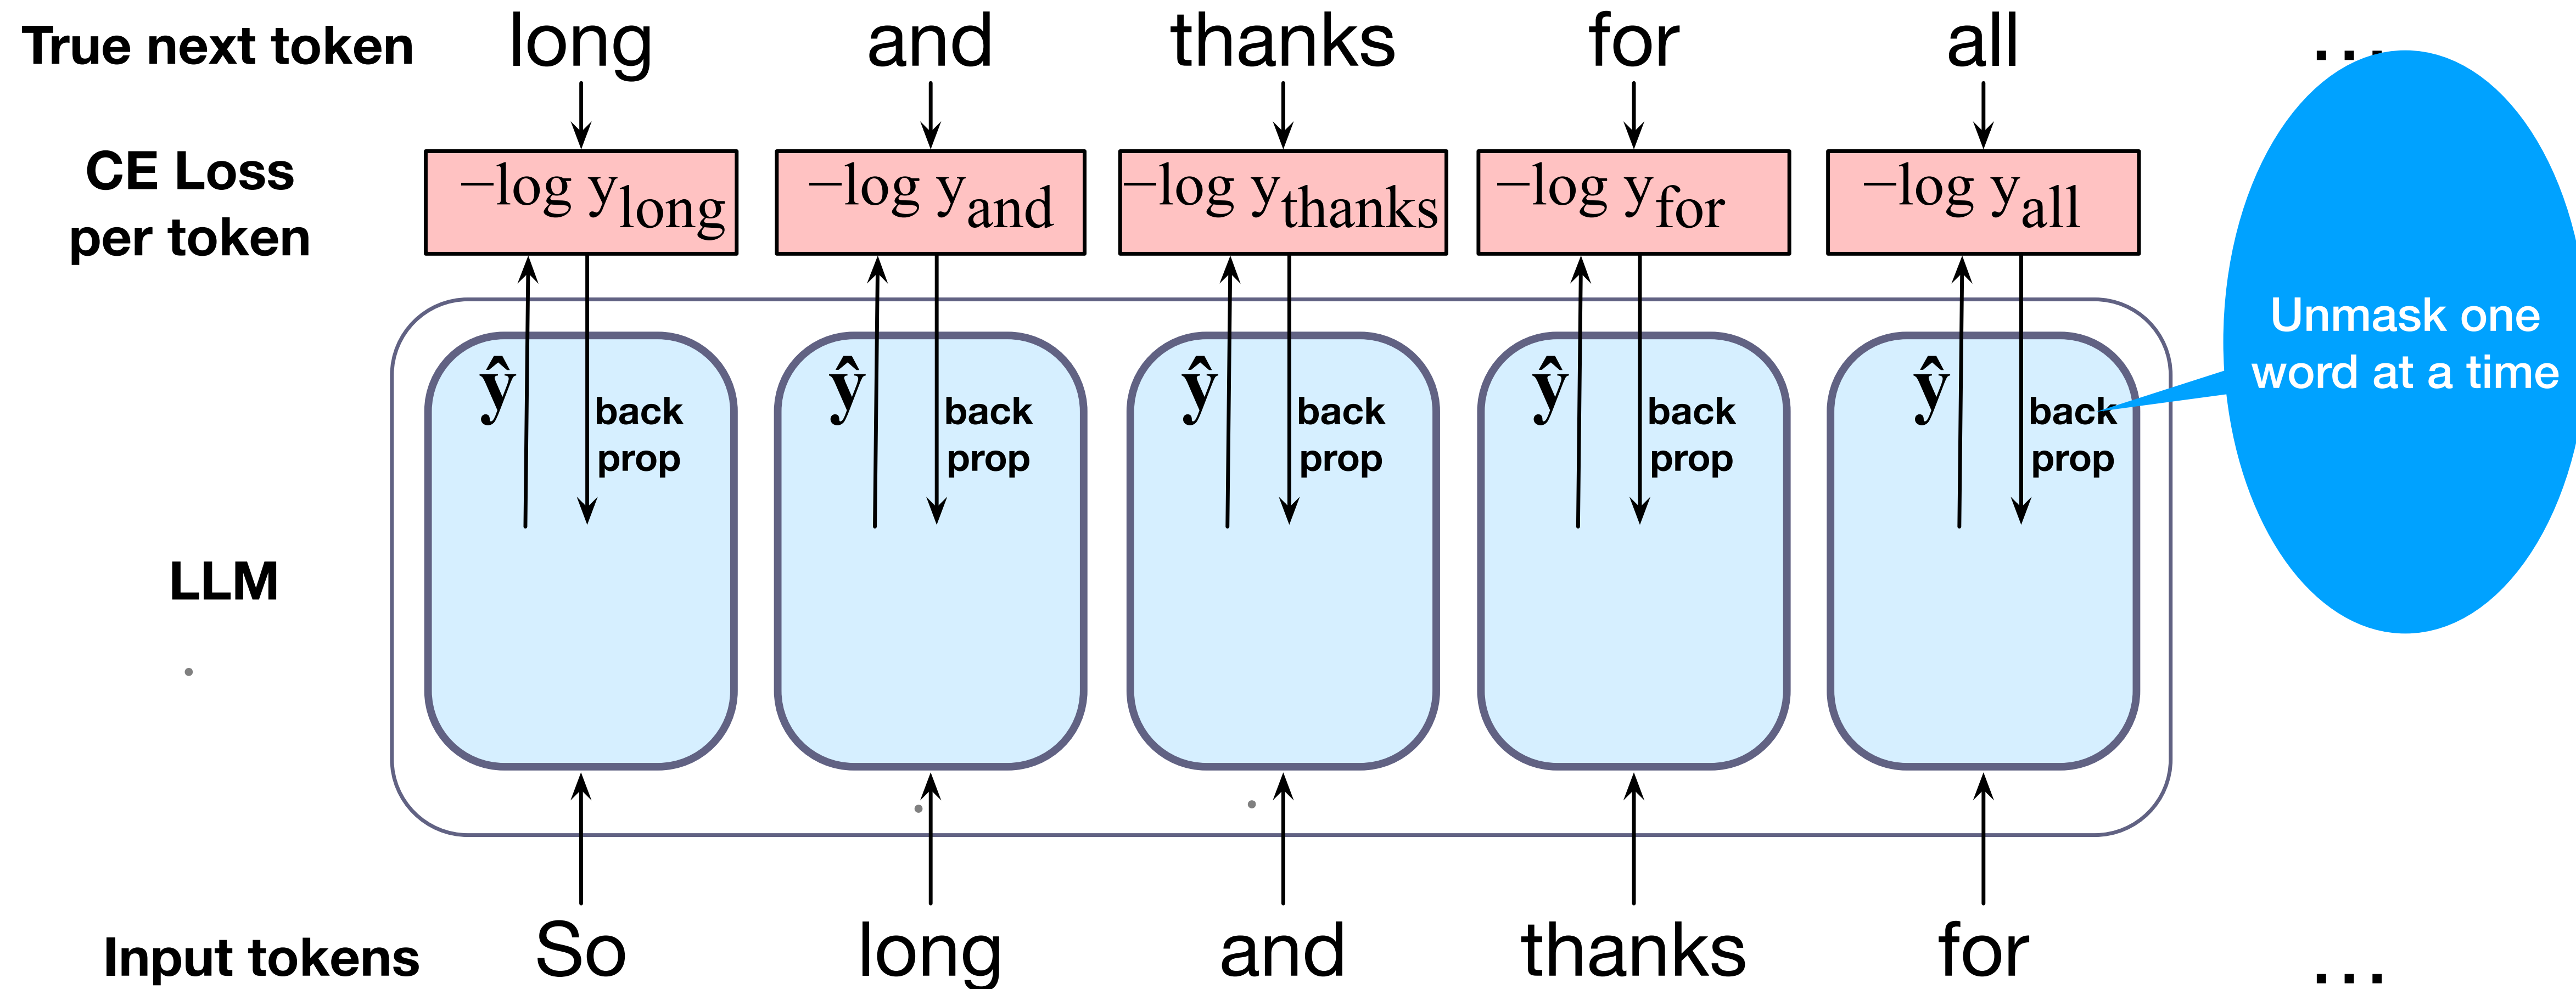 True next token long and thanks for all ...
CE Loss
per token
−log y_long −log y_and −log y_thanks −log y_for −log y_all
Unmask one
word at a time
ŷ ŷ ŷ ŷ ŷ
back back back back back
prop prop prop prop prop
LLM
Input tokens So long and thanks for ...